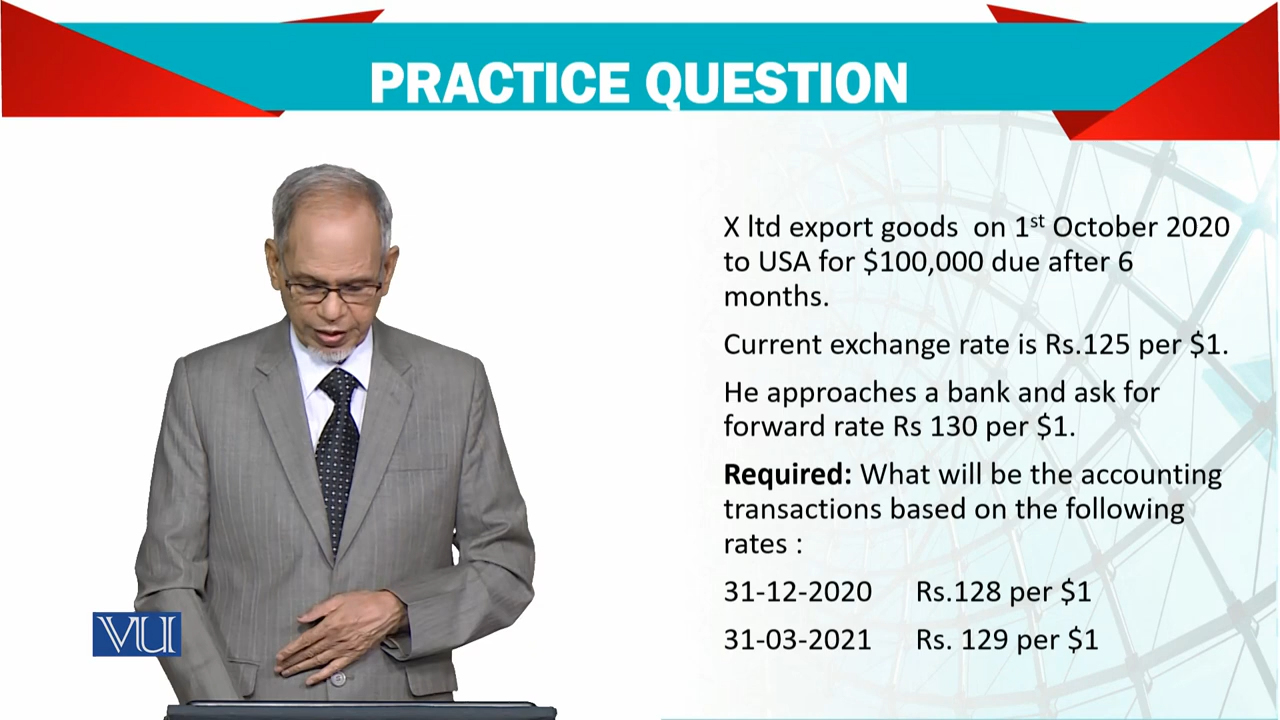 PRACTICE QUESTION
X ltd export goods on 1st October 2020
to USA for $100,000 due after 6
months.
Current exchange rate is Rs.125 per $1.
He approaches a bank and ask for
forward rate Rs 130 per $1.
Required: What will be the accounting
transactions based on the following
rates :
31-12-2020 Rs.128 per $1
31-03-2021 Rs. 129 per $1
VU